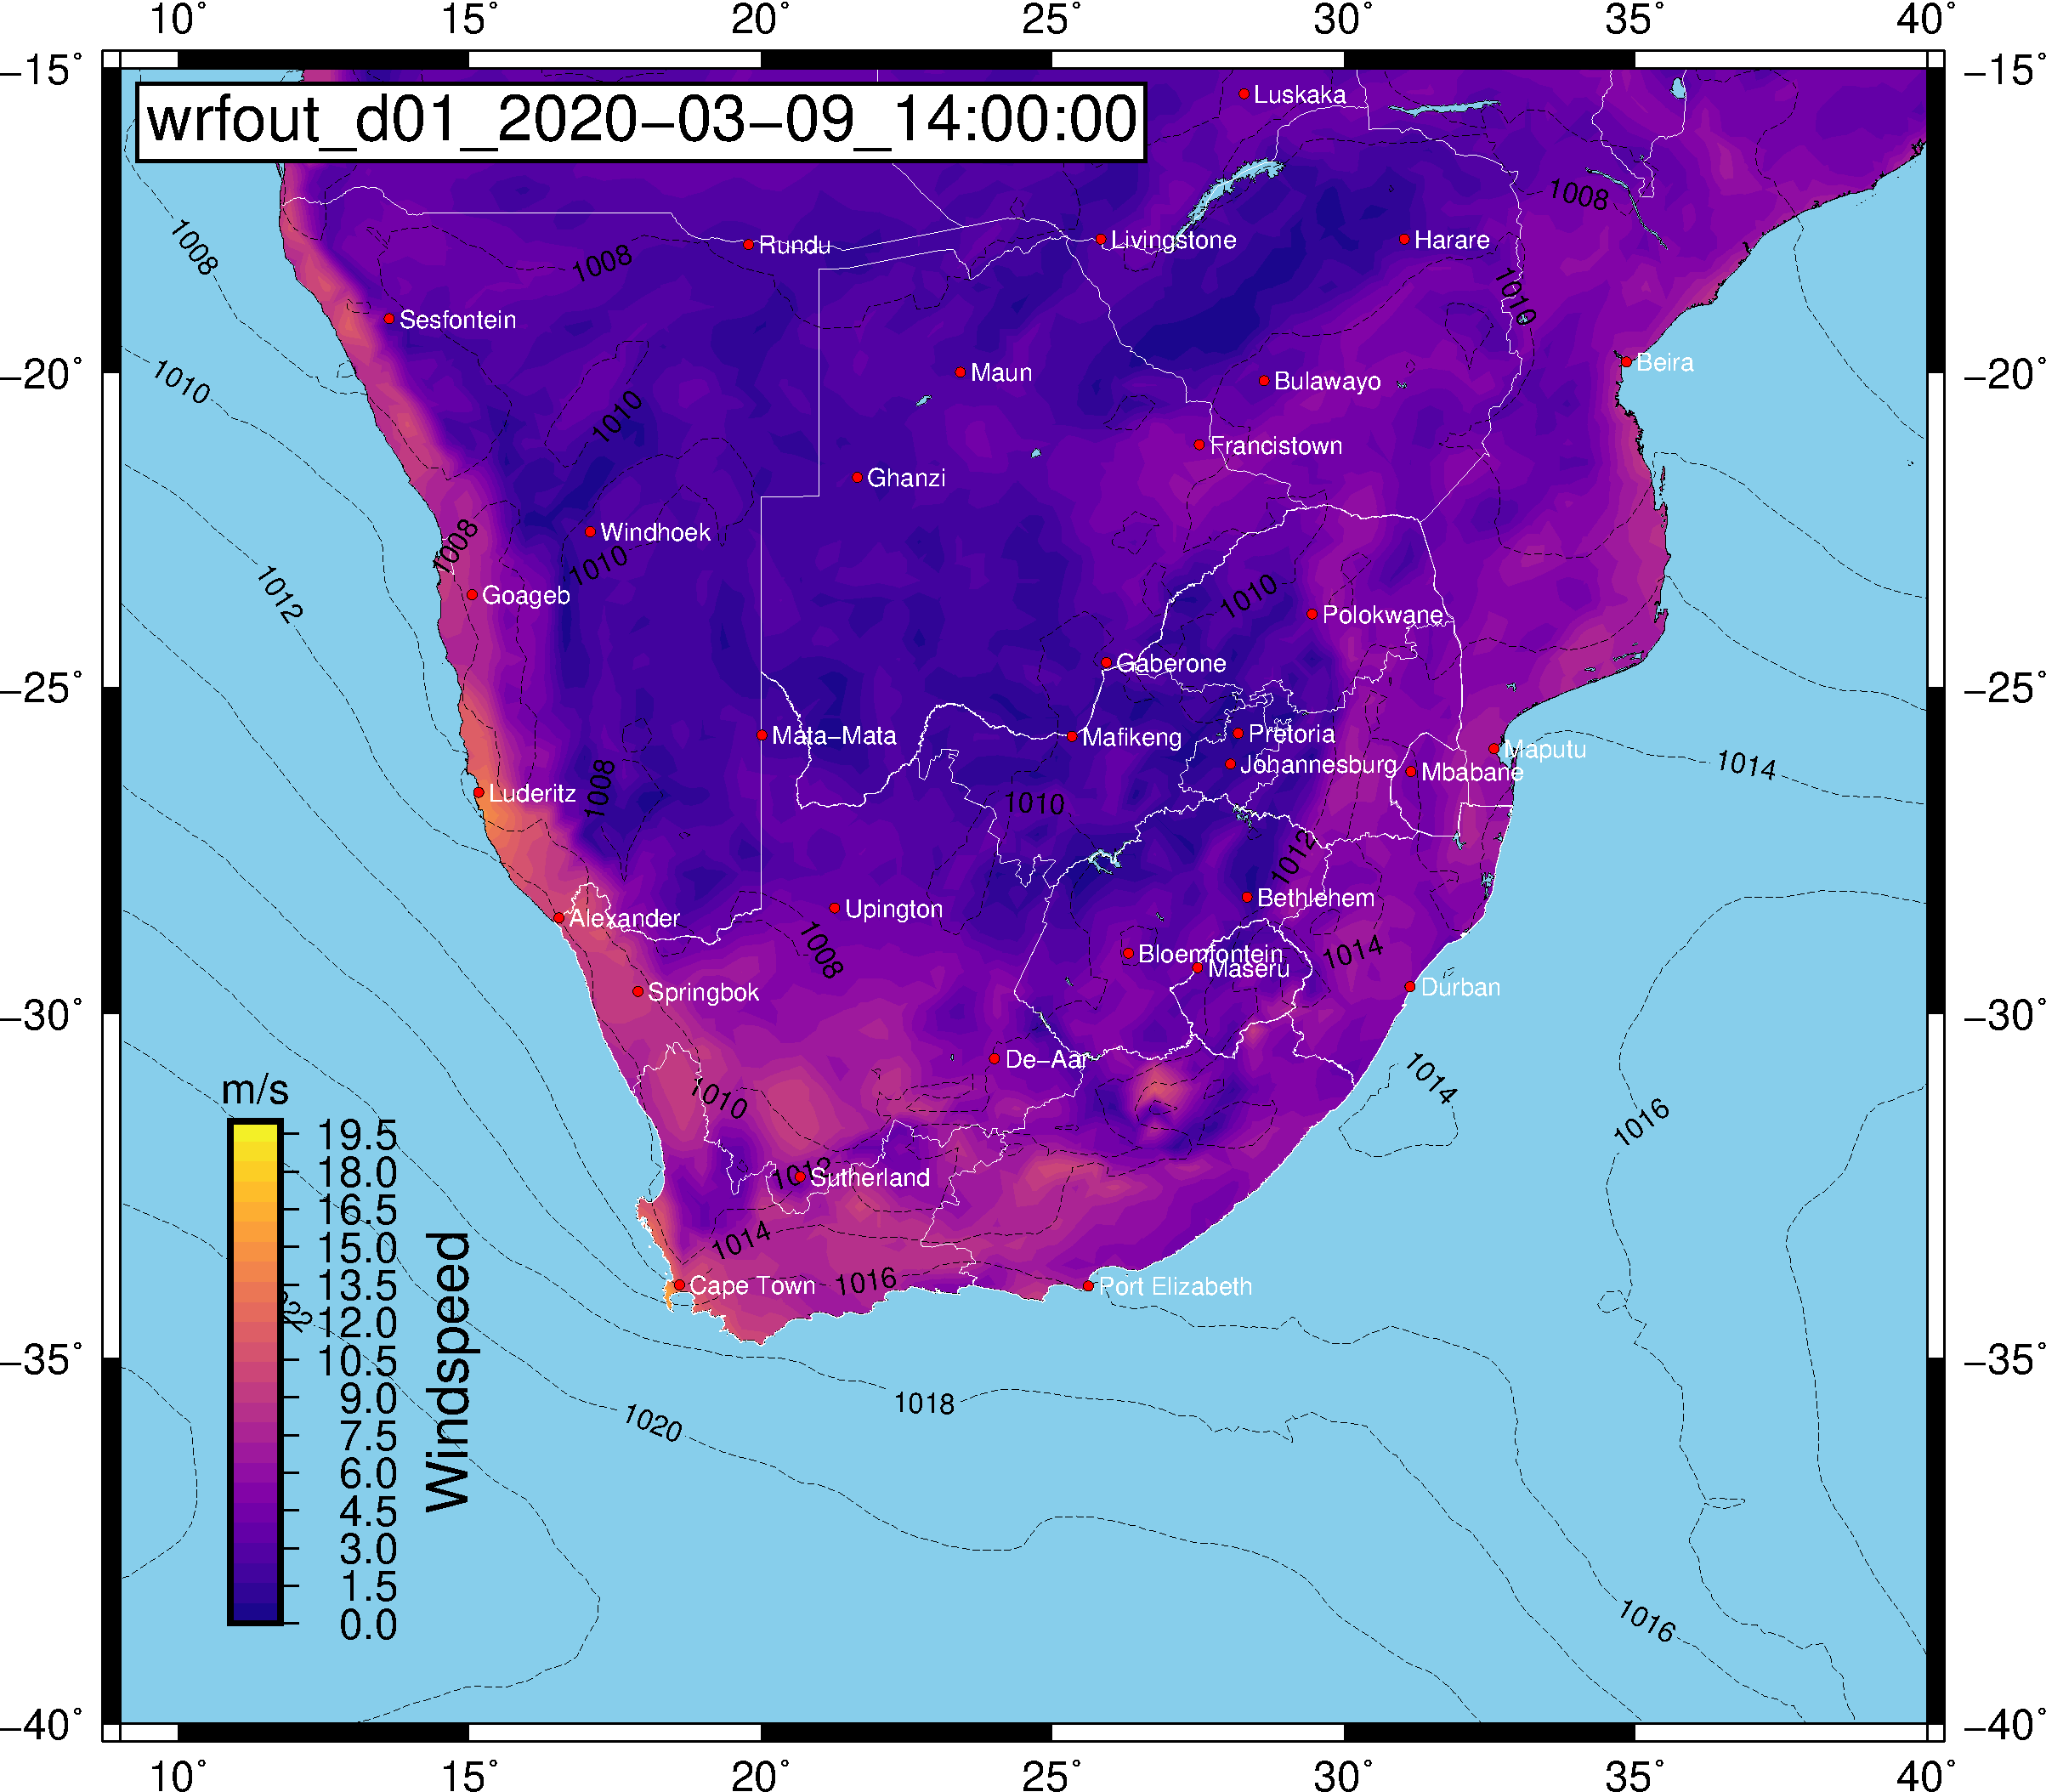 10° 15° 20° 25° 30° 35° 40°
−15° −15°
wrfout_d01_2020−03−09_14:00:00
Luskaka
1008
1008
Rundu
Livingstone
Harare
1008
1010
Sesfontein
Beira
−20° −20°
1010
Maun
Bulawayo
1010
Francistown
Ghanzi
Windhoek
1008
1010
1012
Goageb
1010
Polokwane
Gaberone
−25° −25°
Mata−Mata
Mafikeng
Pretoria
Maputu
Johannesburg
Mbabane
1014
Luderitz
1008
1010
1012
Bethlehem
Upington
Alexander
1008
Bloemfontein
1014
Maseru
Durban
Springbok
−30° −30°
De−Aar
1014
1010
1016
m/s
19.5
18.0
16.5
15.0
13.5
12.0
10.5
9.0
7.5
6.0
4.5
3.0
1.5
0.0
Windspeed
1012
Sutherland
1014
1016
Cape Town
Port Elizabeth
−35° −35°
1018
1020
1016
−40° −40°
10° 15° 20° 25° 30° 35° 40°